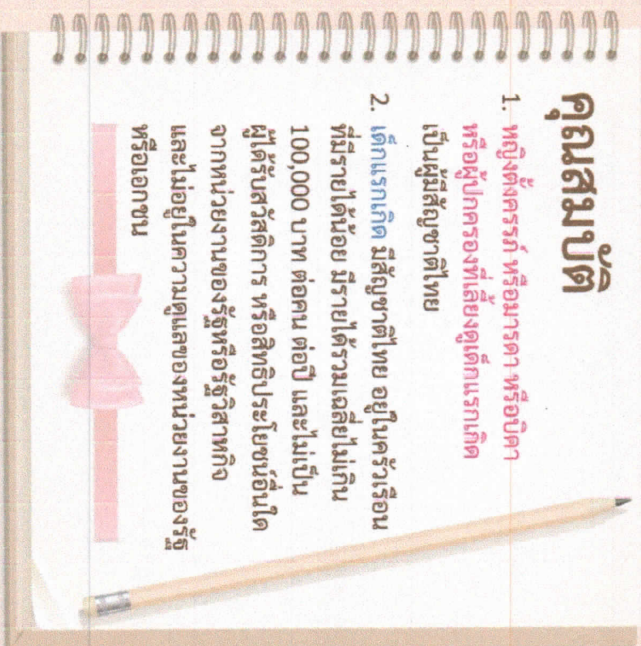 คุณสมบัติ
1. หญิงตั้งครรภ์ หรือมารดา หรือบิดา
หรือผู้ปกครองที่เลี้ยงดูเด็กแรกเกิด
เป็นผู้มีสัญชาติไทย
2. เด็กแรกเกิด มีสัญชาติไทย อยู่ในครัวเรือน
ที่มีรายได้น้อย มีรายได้รวมเฉลี่ยไม่เกิน
100,000 บาท ต่อคน ต่อปี และไม่เป็น
ผู้ได้รับสวัสดิการ หรือสิทธิประโยชน์อื่นใด
จากหน่วยงานของรัฐหรือรัฐวิสาหกิจ
และไม่อยู่ในความดูแลของหน่วยงานของรัฐ
หรือเอกชน